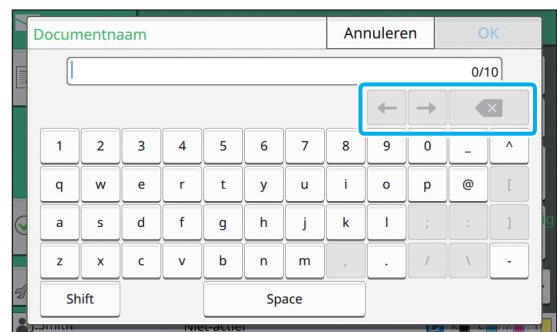 Documentnaam Annuleren OK
0/10
← →
1 2 3 4 5 6 7 8 9 0 _ ^
q w e r t y u i o p @ [
a s d f g h j k l ; : ]
z x c v b n m , . / \ -
Shift Space
J.Smith Niet-actief